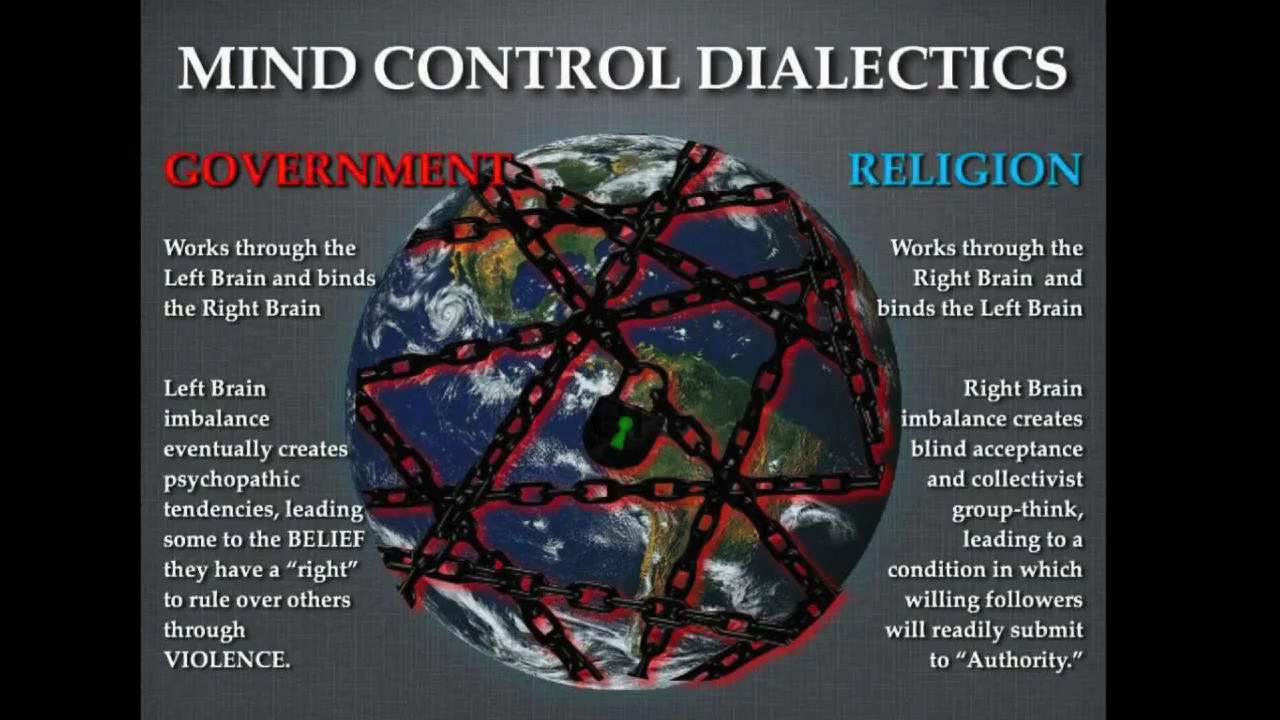 MIND CONTROL DIALECTICS
GOVERNMENT
Works through the
Left Brain and binds
the Right Brain
Left Brain
imbalance
eventually creates
psychopathic
tendencies, leading
some to the BELIEF
they have a “right”
to rule over others
through
VIOLENCE.
RELIGION
Works through the
Right Brain and
binds the Left Brain
Right Brain
imbalance creates
blind acceptance
and collectivist
group-think,
leading to a
condition in which
willing followers
will readily submit
to “Authority.”